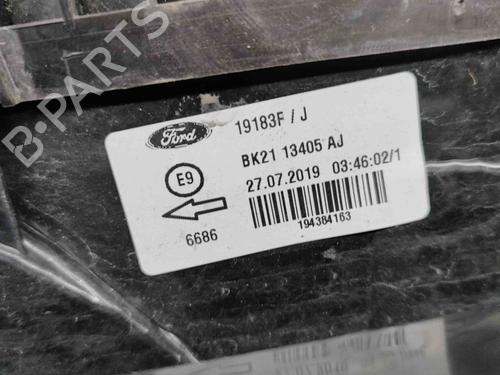 B-PARTS
Ford
19183F / J
BK21 13405 AJ
E9
27.07.2019 03:46:02/1
6686
194384163